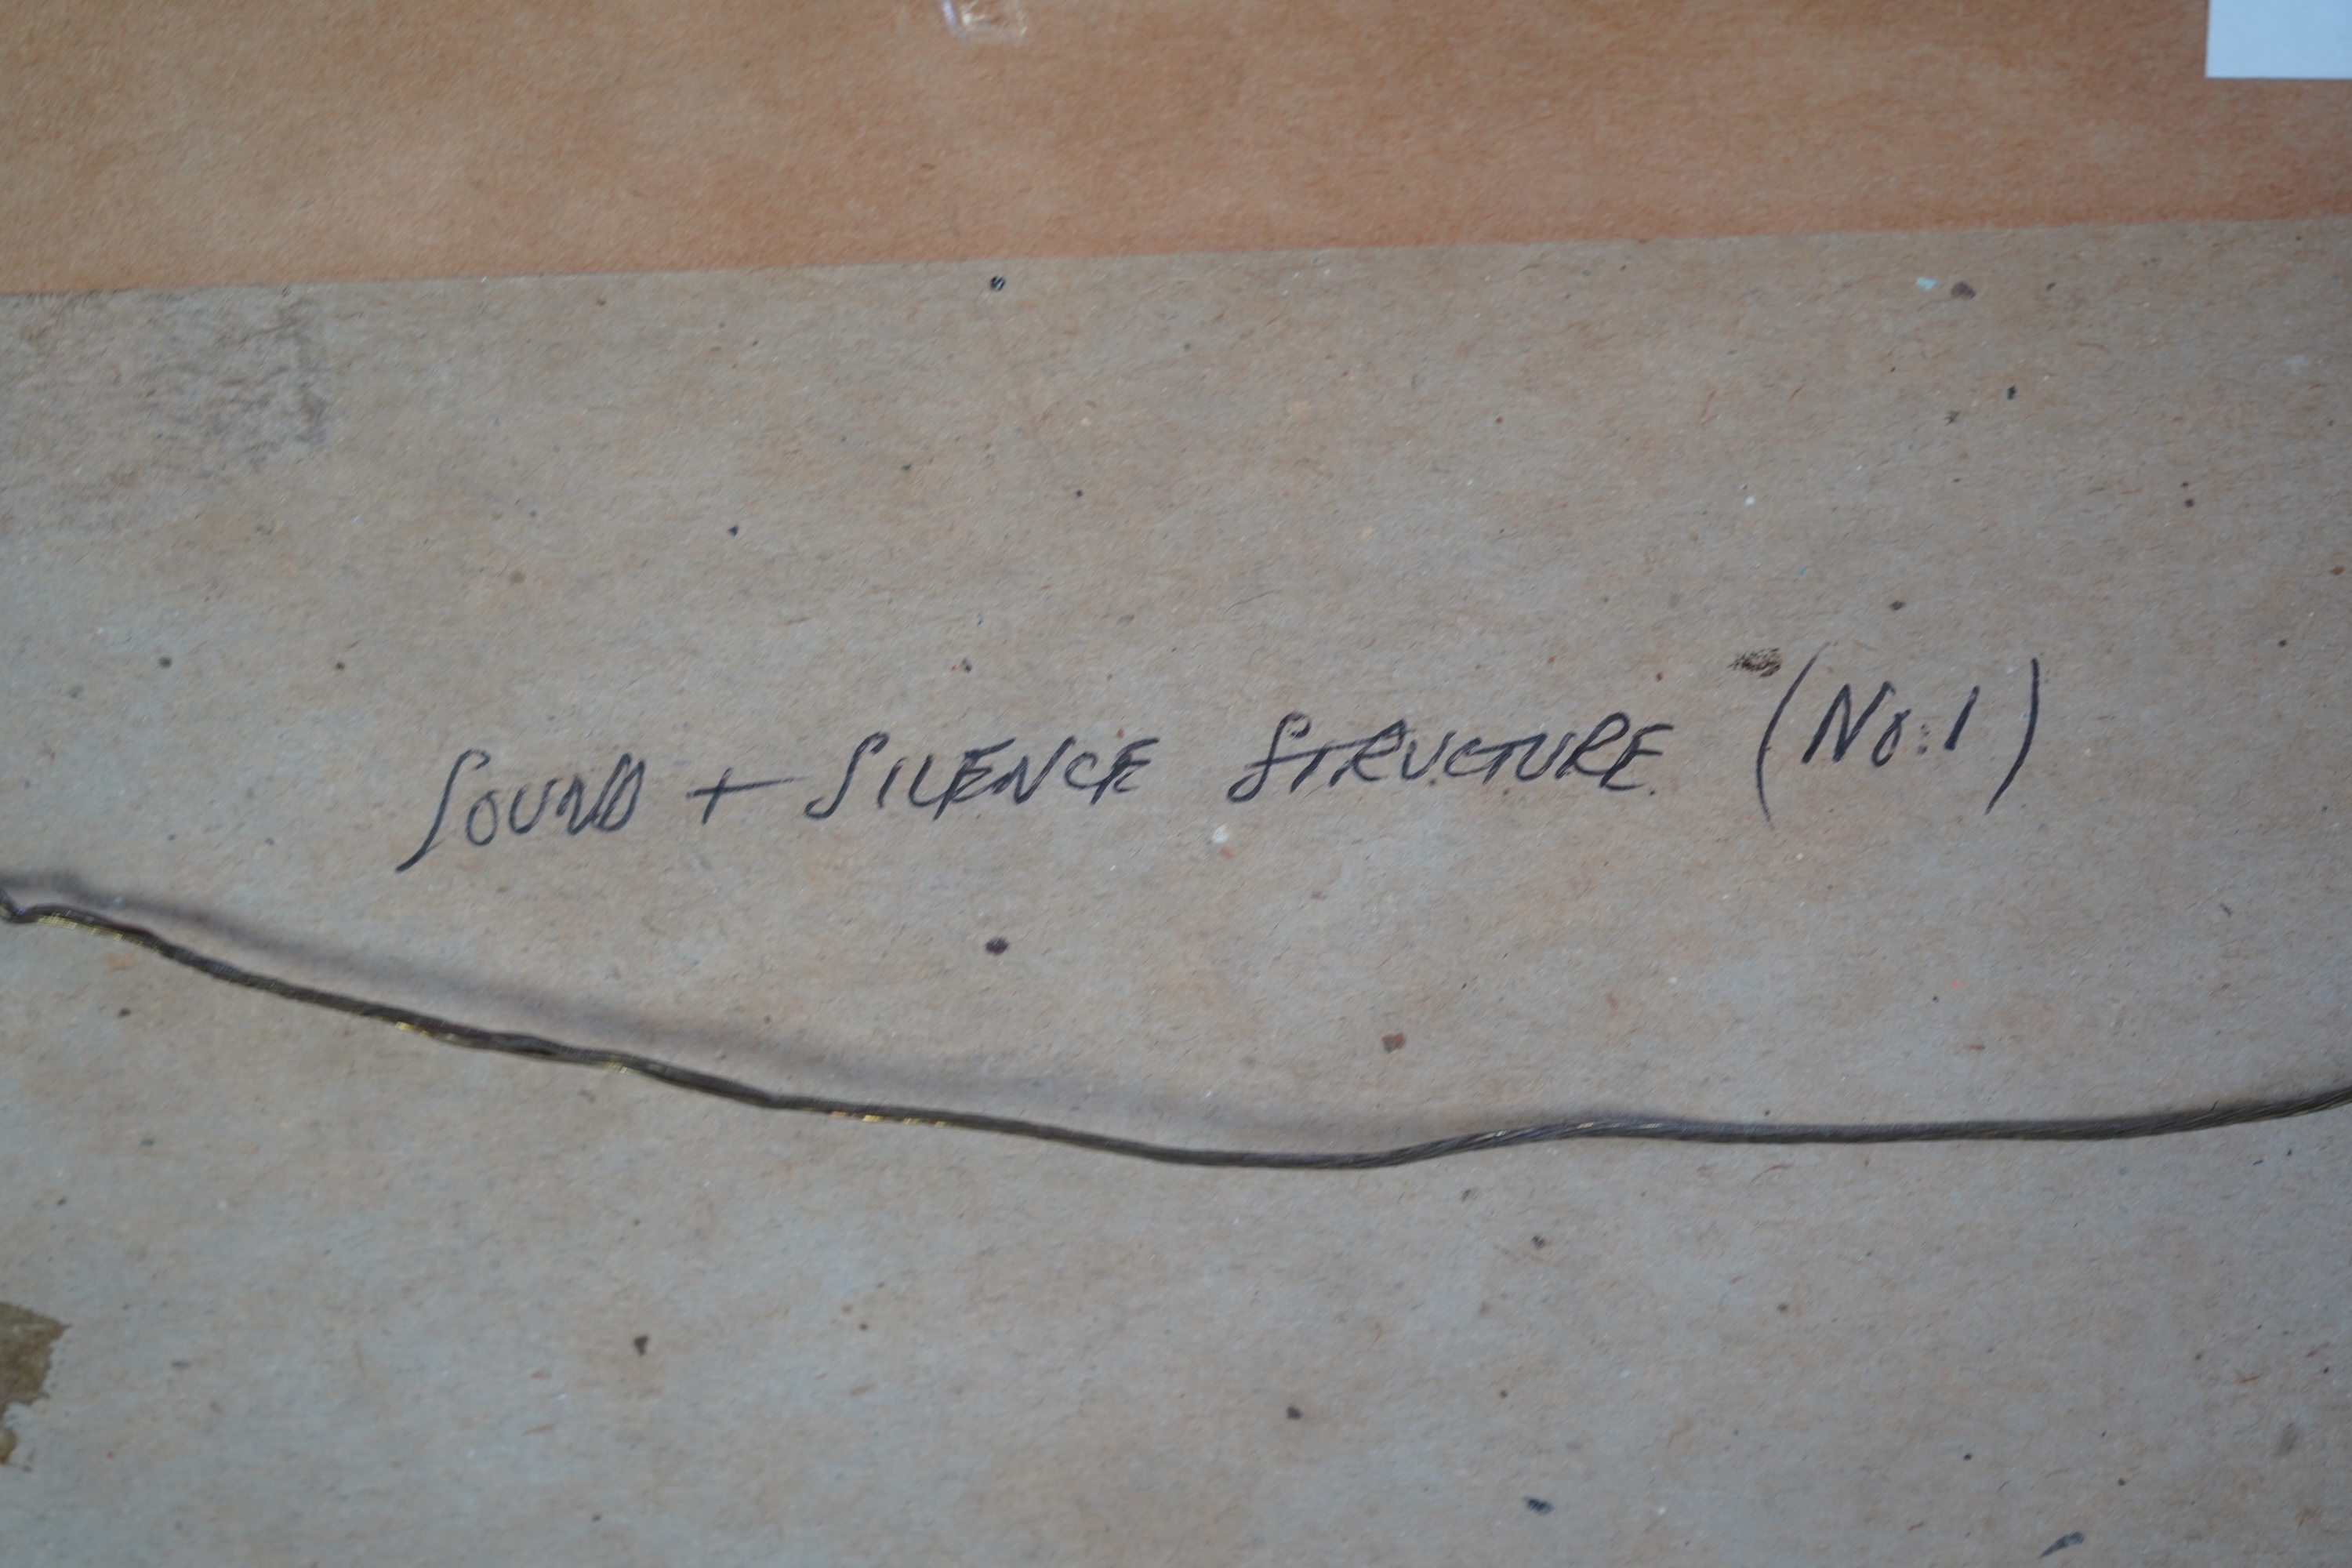 SOUND + SILENCE STRUCTURE (No:1)